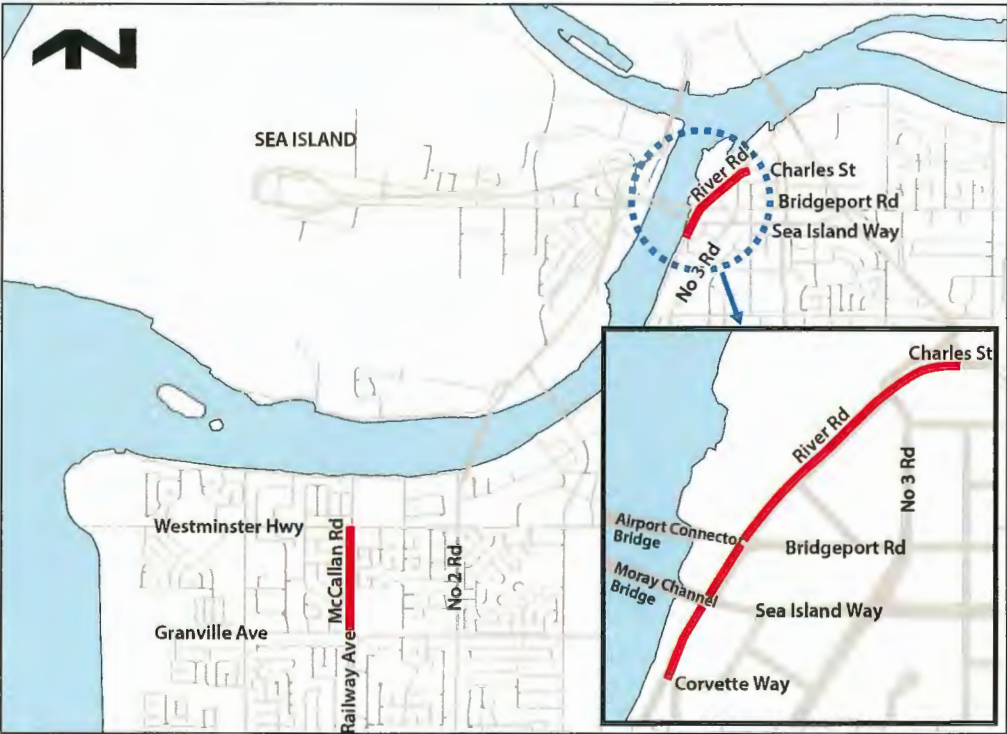 N
SEA ISLAND
River Rd
Charles St
Bridgeport Rd
Sea Island Way
No 3 Rd
Westminster Hwy
McCallan Rd
No 2 Rd
Granville Ave
Railway Ave
Charles St
River Rd
No 3 Rd
Airport Connector
Bridge
Bridgeport Rd
Moray Channel
Bridge
Sea Island Way
Corvette Way